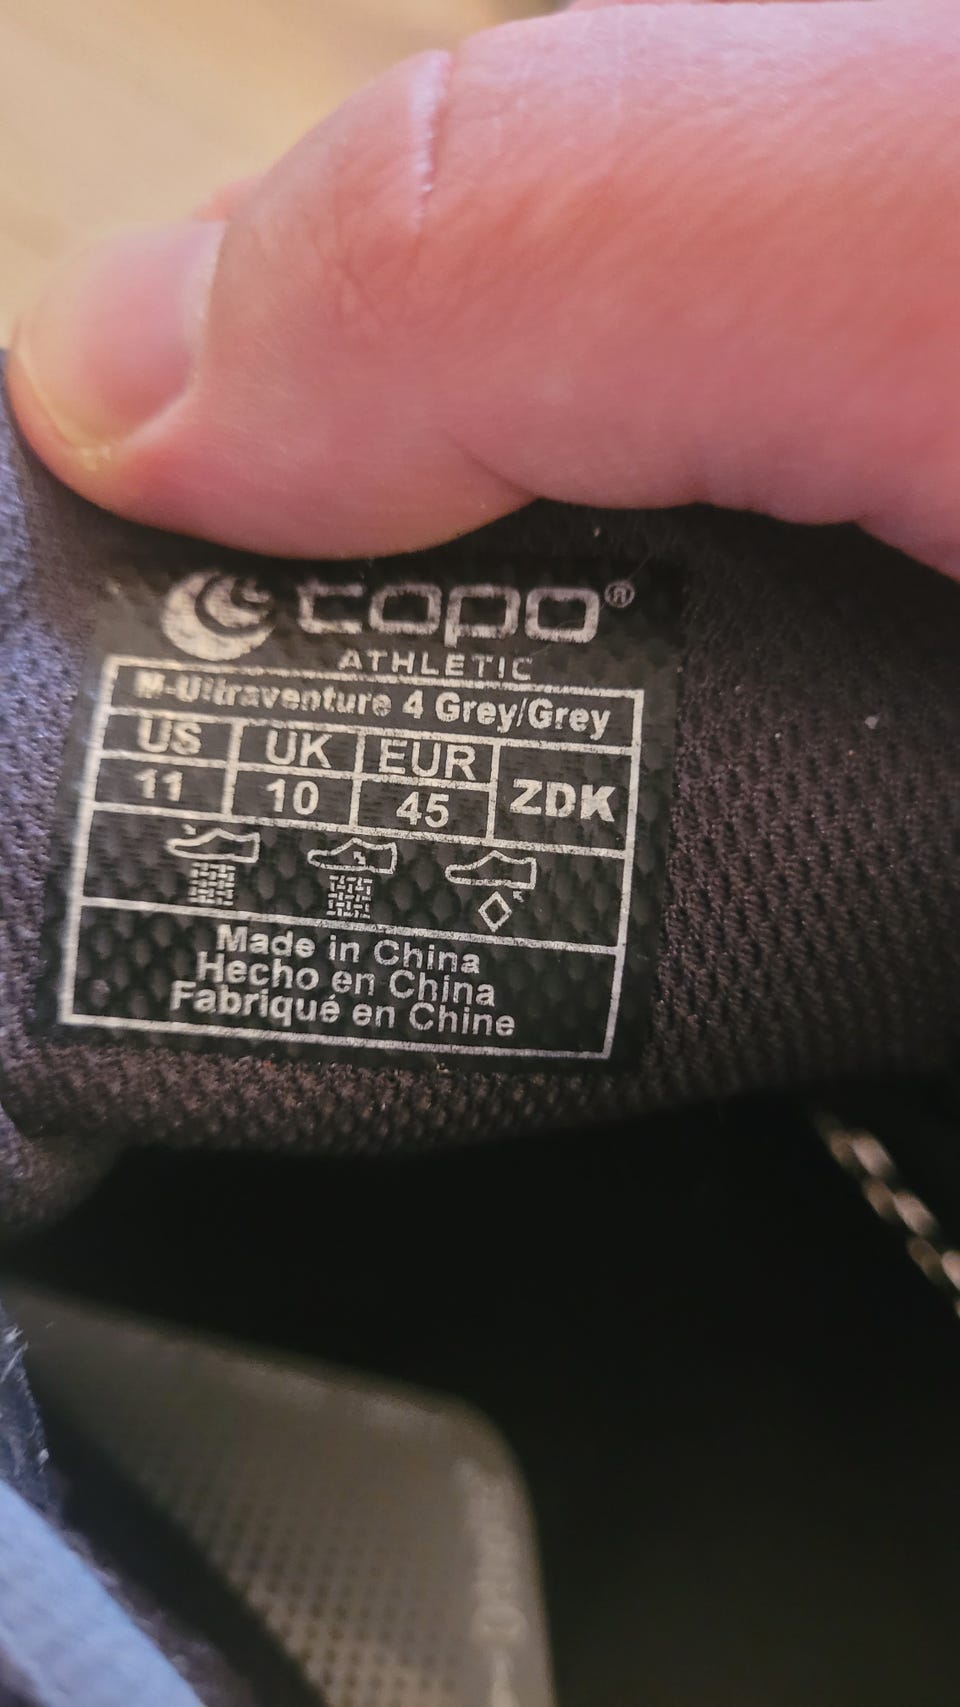 topo®
ATHLETIC
M-Ultraventure 4 Grey/Grey
US UK EUR
ZDK
11 10 45
Made in China
Hecho en China
Fabriqué en Chine